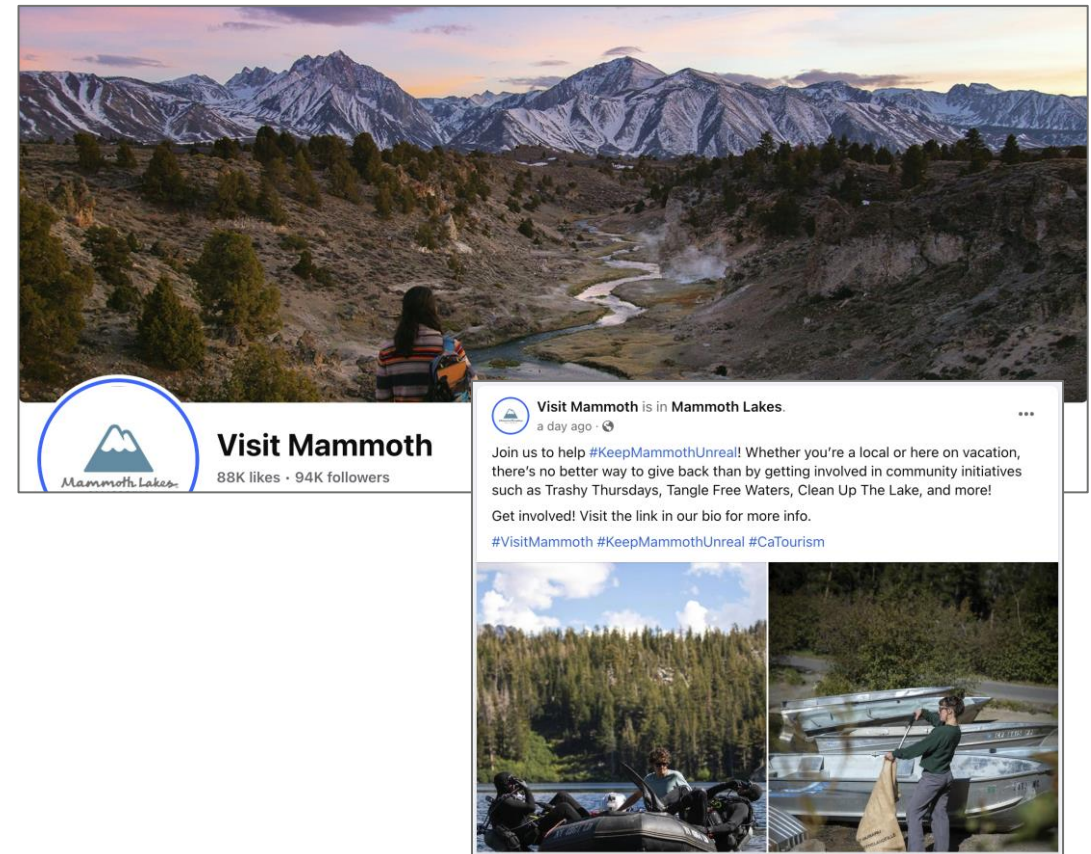 Mammoth Lakes
Visit Mammoth
88K likes · 94K followers
Visit Mammoth is in Mammoth Lakes.
a day ago ·
Join us to help #KeepMammothUnreal! Whether you're a local or here on vacation,
there's no better way to give back than by getting involved in community initiatives
such as Trashy Thursdays, Tangle Free Waters, Clean Up The Lake, and more!
Get involved! Visit the link in our bio for more info.
#VisitMammoth #KeepMammothUnreal #CaTourism